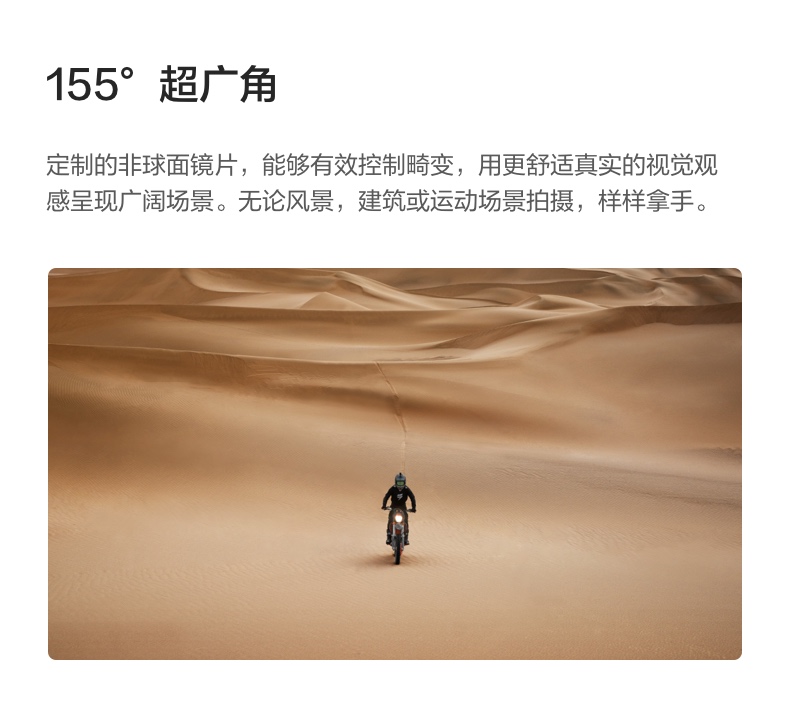 155° 超广角
定制的非球面镜片，能够有效控制畸变，用更舒适真实的视觉观
感呈现广阔场景。无论风景，建筑或运动场景拍摄，样样拿手。